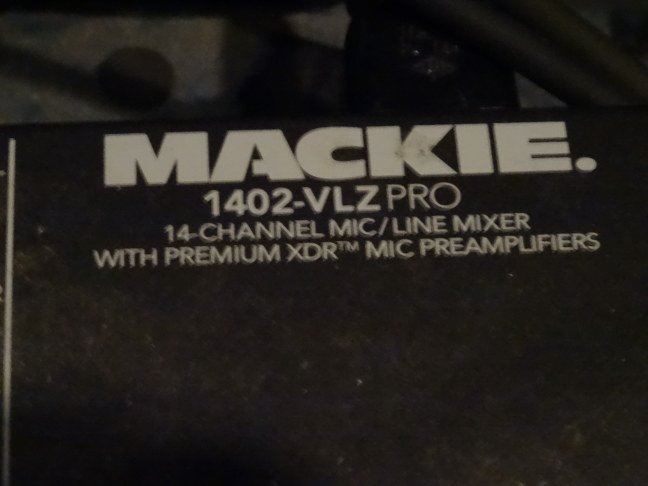 MACKIE.
1402-VLZ PRO
14-CHANNEL MIC/LINE MIXER
WITH PREMIUM XDR™ MIC PREAMPLIFIERS